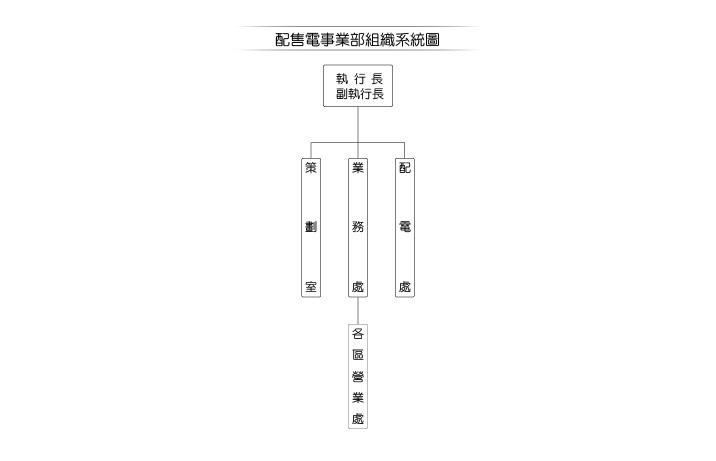 配售電事業部組織系統圖
執行長
副執行長
策劃室
業務處
配電處
各區營業處